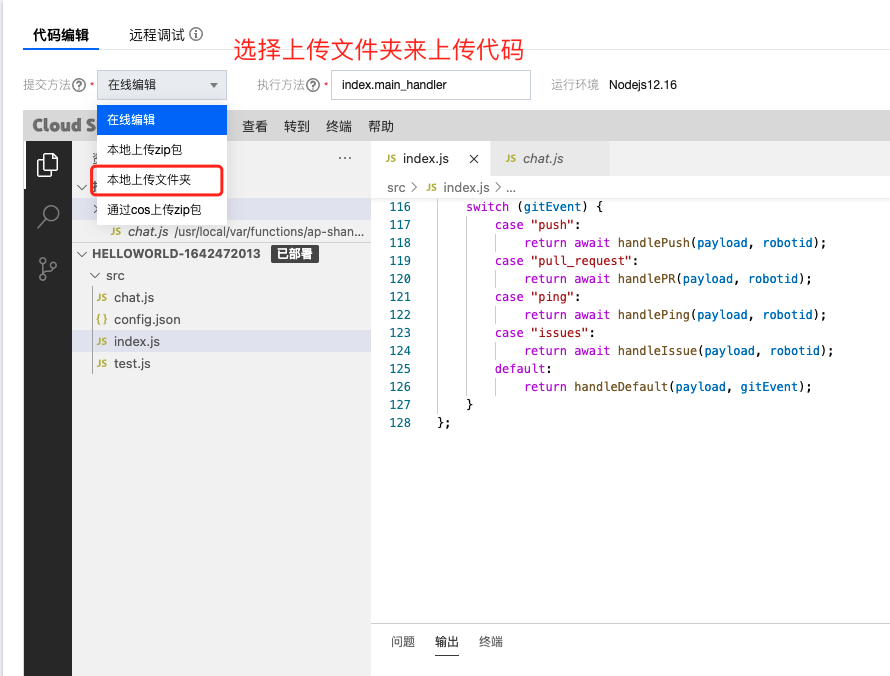 代码编辑 远程调试
选择上传文件夹来上传代码
提交方法 * 在线编辑 执行方法 * index.main_handler 运行环境 Nodejs12.16
在线编辑
本地上传zip包
本地上传文件夹
通过cos上传zip包
Cloud S 查看 转到 终端 帮助
JS index.js JS chat.js
src > JS index.js > ...
JS chat.js /usr/local/var/functions/ap-shan...
HELLOWORLD-1642472013 已部署
src
JS chat.js
{ } config.json
JS index.js
JS test.js
116 switch (gitEvent) {
117 case "push":
118 return await handlePush(payload, robotid);
119 case "pull_request":
120 return await handlePR(payload, robotid);
121 case "ping":
122 return await handlePing(payload, robotid);
123 case "issues":
124 return await handleIssue(payload, robotid);
125 default:
126 return handleDefault(payload, gitEvent);
127 }
128 };
问题 输出 终端